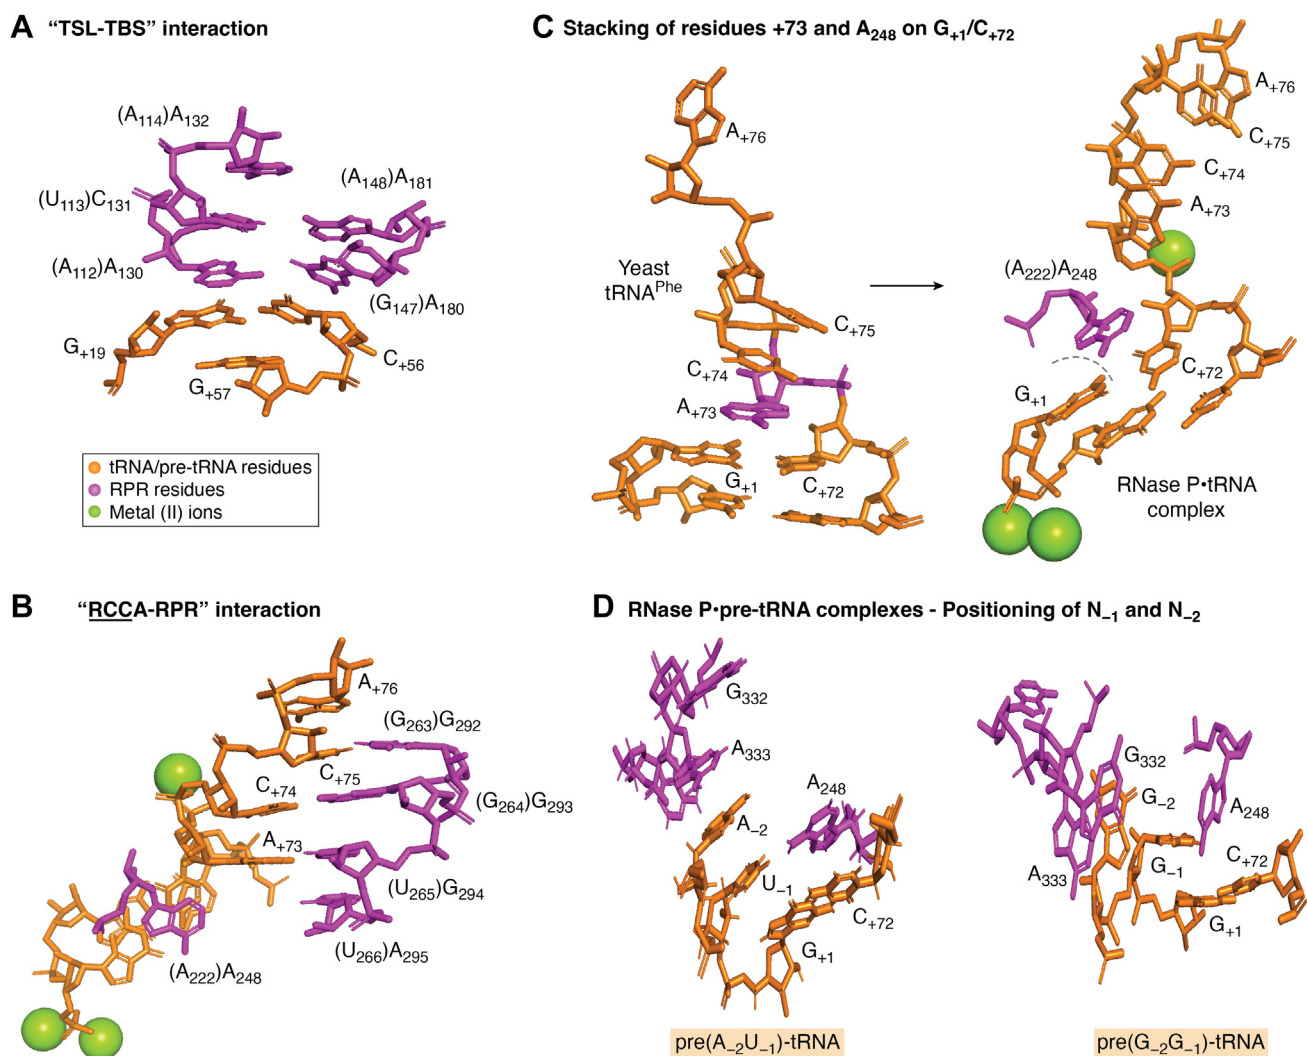 A "TSL-TBS" interaction
(A114)A132
(U113)C131
(A148)A181
(A112)A130
(G147)A180
G+19
C+56
G+57
tRNA/pre-tRNA residues
RPR residues
Metal (II) ions
B "RCCA-RPR" interaction
A+76
(G263)G292
C+75
C+74
(G264)G293
A+73
(U265)G294
(U266)A295
(A222)A248
C Stacking of residues +73 and A248 on G+1/C+72
A+76
Yeast
tRNAPhe
C+75
C+74
A+73
G+1
C+72
A+76
C+75
C+74
A+73
(A222)A248
C+72
G+1
RNase P•tRNA
complex
D RNase P•pre-tRNA complexes - Positioning of N–1 and N–2
G332
A333
A248
A–2
U–1
C+72
G+1
pre(A–2U–1)-tRNA
G332
G–2
A248
G–1
C+72
A333
G+1
pre(G–2G–1)-tRNA